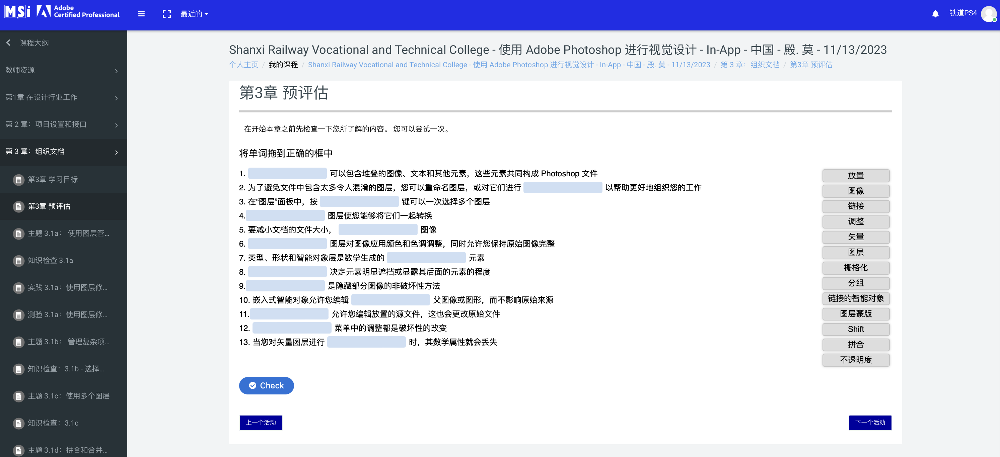 MSi Adobe
Certified Professional
最近的
铁道PS4
课程大纲
教师资源
第1章 在设计行业工作
第 2 章：项目设置和接口
第 3 章：组织文档
第3章 学习目标
第3章 预评估
主题 3.1a： 使用图层管...
知识检查 3.1a
实践 3.1a：使用图层修...
测验 3.1a：使用图层修...
主题 3.1b： 管理复杂项...
知识检查：3.1b - 选择...
主题 3.1c：使用多个图层
知识检查：3.1c
主题 3.1d：拼合和合并...
Shanxi Railway Vocational and Technical College - 使用 Adobe Photoshop 进行视觉设计 - In-App - 中国 - 殿. 莫 - 11/13/2023
个人主页 / 我的课程 / Shanxi Railway Vocational and Technical College - 使用 Adobe Photoshop 进行视觉设计 - In-App - 中国 - 殿. 莫 - 11/13/2023 / 第 3 章：组织文档 / 第3章 预评估
第3章 预评估
在开始本章之前先检查一下您所了解的内容。 您可以尝试一次。
将单词拖到正确的框中
1. 可以包含堆叠的图像、文本和其他元素，这些元素共同构成 Photoshop 文件
2. 为了避免文件中包含太多令人混淆的图层，您可以重命名图层，或对它们进行 以帮助更好地组织您的工作
3. 在“图层”面板中，按 键可以一次选择多个图层
4. 图层使您能够将它们一起转换
5. 要减小文档的文件大小， 图像
6. 图层对图像应用颜色和色调调整，同时允许您保持原始图像完整
7. 类型、形状和智能对象层是数学生成的 元素
8. 决定元素明显遮挡或显露其后面的元素的程度
9. 是隐藏部分图像的非破坏性方法
10. 嵌入式智能对象允许您编辑 父图像或图形，而不影响原始来源
11. 允许您编辑放置的源文件，这也会更改原始文件
12. 菜单中的调整都是破坏性的改变
13. 当您对矢量图层进行 时，其数学属性就会丢失
放置
图像
链接
调整
矢量
图层
栅格化
分组
链接的智能对象
图层蒙版
Shift
拼合
不透明度
Check
上一个活动
下一个活动